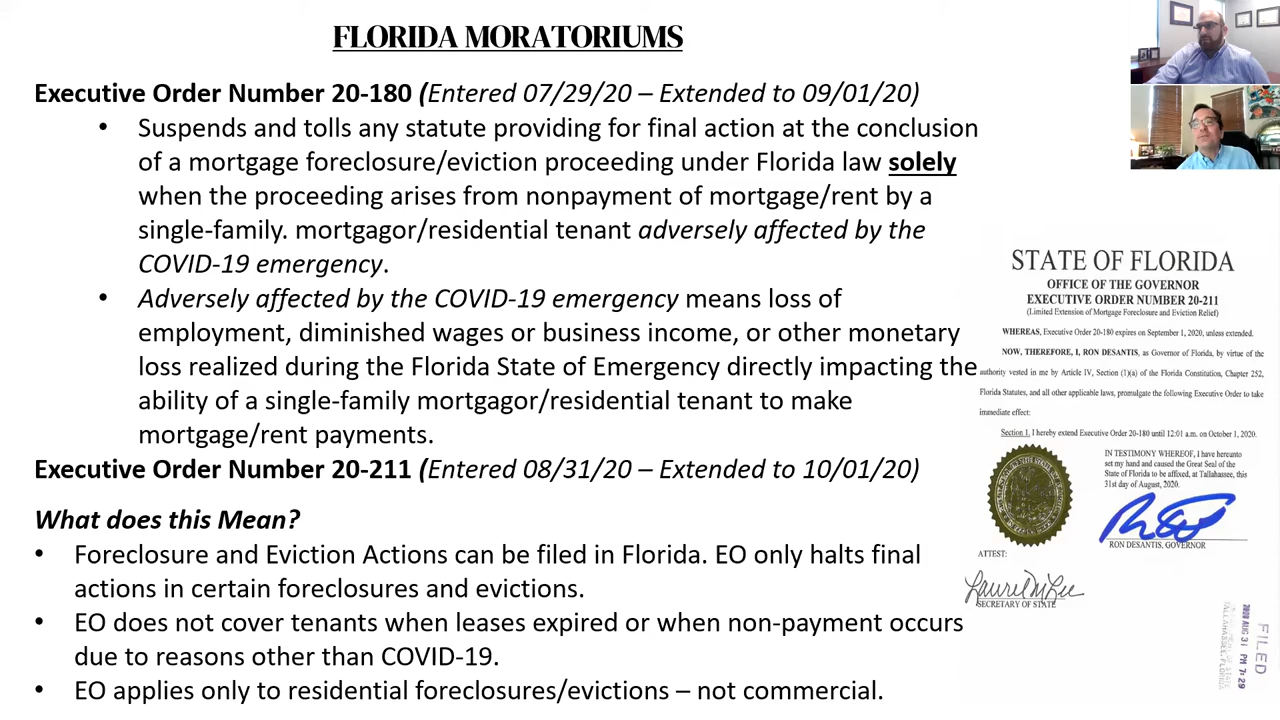 FLORIDA MORATORIUMS
Executive Order Number 20-180 (Entered 07/29/20 – Extended to 09/01/20)
• Suspends and tolls any statute providing for final action at the conclusion
of a mortgage foreclosure/eviction proceeding under Florida law solely
when the proceeding arises from nonpayment of mortgage/rent by a
single-family. mortgagor/residential tenant adversely affected by the
COVID-19 emergency.
• Adversely affected by the COVID-19 emergency means loss of
employment, diminished wages or business income, or other monetary
loss realized during the Florida State of Emergency directly impacting the
ability of a single-family mortgagor/residential tenant to make
mortgage/rent payments.
Executive Order Number 20-211 (Entered 08/31/20 – Extended to 10/01/20)
What does this Mean?
• Foreclosure and Eviction Actions can be filed in Florida. EO only halts final
actions in certain foreclosures and evictions.
• EO does not cover tenants when leases expired or when non-payment occurs
due to reasons other than COVID-19.
• EO applies only to residential foreclosures/evictions – not commercial.
STATE OF FLORIDA
OFFICE OF THE GOVERNOR
EXECUTIVE ORDER NUMBER 20-211
(Limited Extension of Mortgage Foreclosure and Eviction Relief)
WHEREAS, Executive Order 20-180 expires on September 1, 2020, unless extended.
NOW, THEREFORE, I, RON DESANTIS, as Governor of Florida, by virtue of the
authority vested in me by Article IV, Section (1)(a) of the Florida Constitution, Chapter 252,
Florida Statutes, and all other applicable laws, promulgate the following Executive Order to take
immediate effect:
Section 1. I hereby extend Executive Order 20-180 until 12:01 a.m. on October 1, 2020.
IN TESTIMONY WHEREOF, I have hereunto
set my hand and caused the Great Seal of the
State of Florida to be affixed, at Tallahassee, this
31st day of August, 2020.
RON DESANTIS, GOVERNOR
ATTEST:
Laurel M Lee
SECRETARY OF STATE
FILED
2020 AUG 31 PM 7:29
TALLAHASSEE, FLORIDA